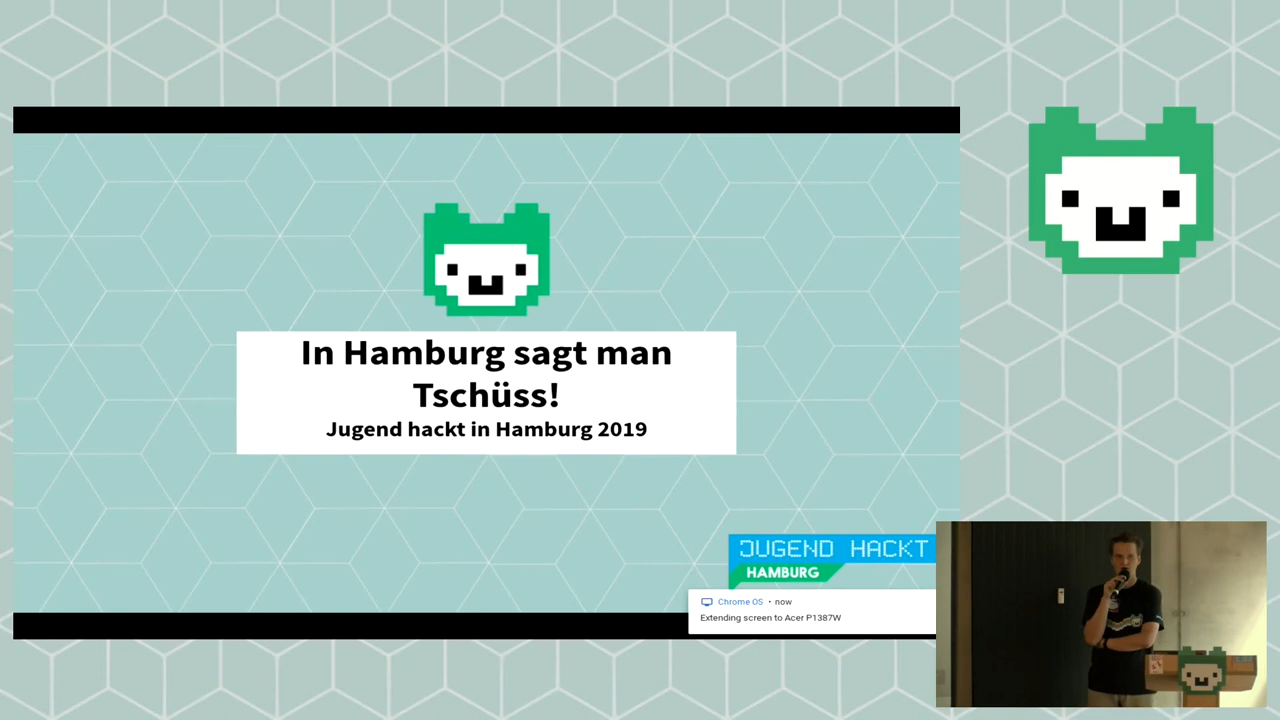 In Hamburg sagt man
Tschüss!
Jugend hackt in Hamburg 2019
JUGEND HACKT
HAMBURG
Chrome OS • now
Extending screen to Acer P1387W